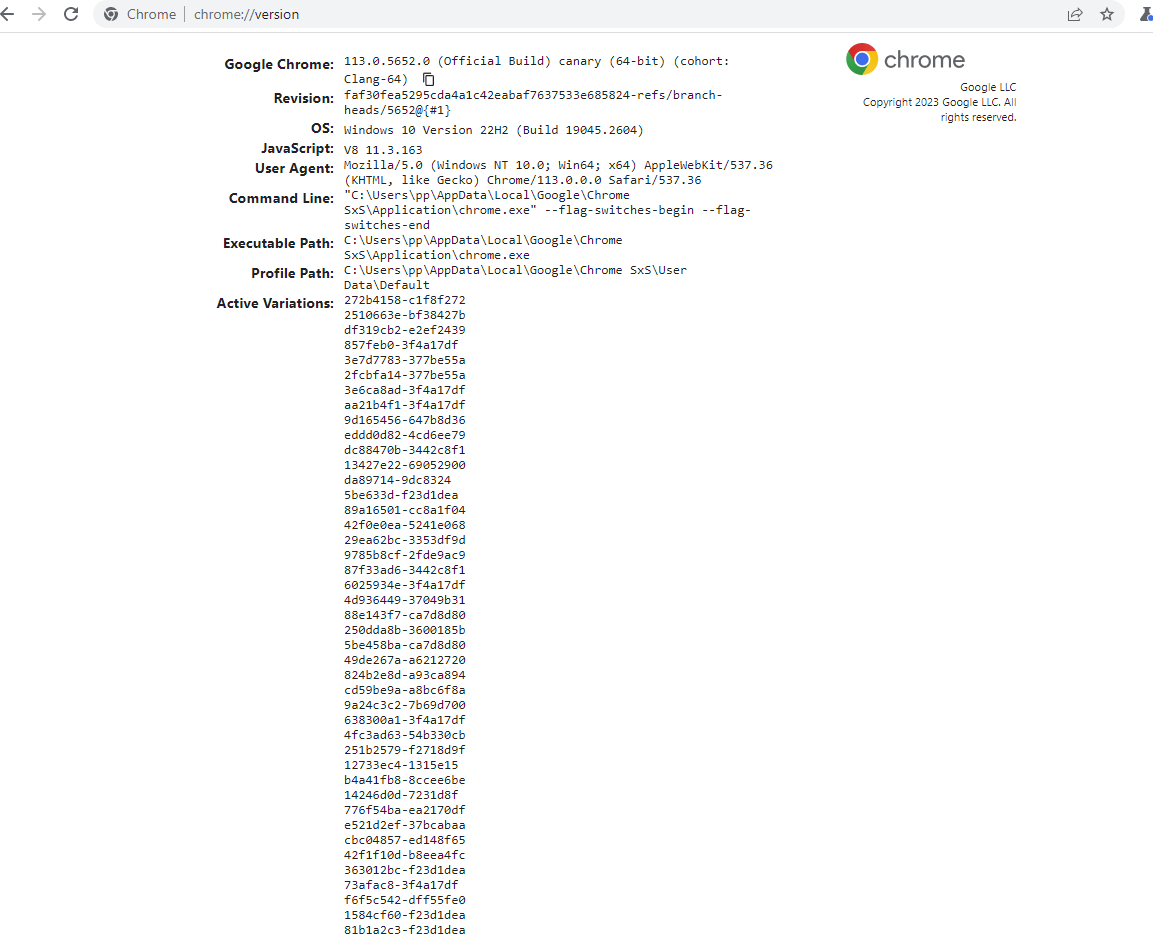 Chrome | chrome://version
chrome
Google LLC
Copyright 2023 Google LLC. All
rights reserved.
Google Chrome: 113.0.5652.0 (Official Build) canary (64-bit) (cohort:
Clang-64)
Revision: faf30fea5295cda4a1c42eabaf7637533e685824-refs/branch-
heads/5652@{#1}
OS: Windows 10 Version 22H2 (Build 19045.2604)
JavaScript: V8 11.3.163
User Agent: Mozilla/5.0 (Windows NT 10.0; Win64; x64) AppleWebKit/537.36
(KHTML, like Gecko) Chrome/113.0.0.0 Safari/537.36
Command Line: "C:\Users\pp\AppData\Local\Google\Chrome
SxS\Application\chrome.exe" --flag-switches-begin --flag-
switches-end
Executable Path: C:\Users\pp\AppData\Local\Google\Chrome
SxS\Application\chrome.exe
Profile Path: C:\Users\pp\AppData\Local\Google\Chrome SxS\User
Data\Default
Active Variations: 272b4158-c1f8f272
2510663e-bf38427b
df319cb2-e2ef2439
857feb0-3f4a17df
3e7d7783-377be55a
2fcbfa14-377be55a
3e6ca8ad-3f4a17df
aa21b4f1-3f4a17df
9d165456-647b8d36
eddd0d82-4cd6ee79
dc88470b-3442c8f1
13427e22-69052900
da89714-9dc8324
5be633d-f23d1dea
89a16501-cc8a1f04
42f0e0ea-5241e068
29ea62bc-3353df9d
9785b8cf-2fde9ac9
87f33ad6-3442c8f1
6025934e-3f4a17df
4d936449-37049b31
88e143f7-ca7d8d80
250dda8b-3600185b
5be458ba-ca7d8d80
49de267a-a6212720
824b2e8d-a93ca894
cd59be9a-a8bc6f8a
9a24c3c2-7b69d700
638300a1-3f4a17df
4fc3ad63-54b330cb
251b2579-f2718d9f
12733ec4-1315e15
b4a41fb8-8ccee6be
14246d0d-7231d8f
776f54ba-ea2170df
e521d2ef-37bcabaa
cbc04857-ed148f65
42f1f10d-b8eea4fc
363012bc-f23d1dea
73afac8-3f4a17df
f6f5c542-dff55fe0
1584cf60-f23d1dea
81b1a2c3-f23d1dea